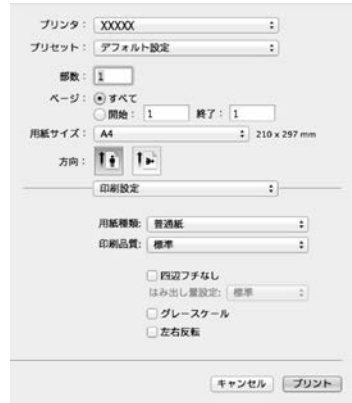 プリンタ： XXXXX
プリセット： デフォルト設定
部数： 1
ページ： すべて
開始： 1 終了： 1
用紙サイズ： A4 210 x 297 mm
方向：
印刷設定
用紙種類: 普通紙
印刷品質: 標準
四辺フチなし
はみ出し量設定: 標準
グレースケール
左右反転
キャンセル プリント